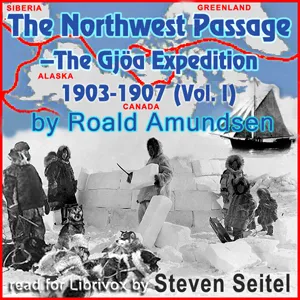 SIBERIA
GREENLAND
The Northwest Passage
–The Gjöa Expedition
ALASKA
1903-1907 (Vol. I)
CANADA
by Roald Amundsen
read for Librivox by Steven Seitel